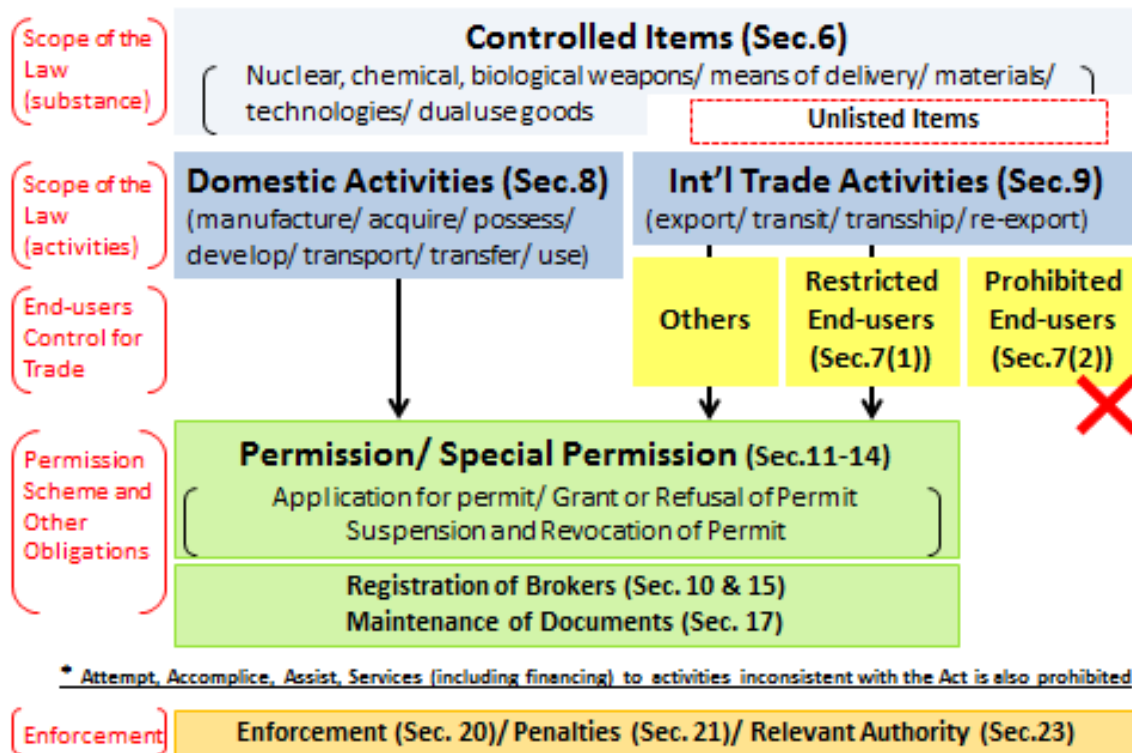 Scope of the
Law
(substance)
Controlled Items (Sec.6)
Nuclear, chemical, biological weapons/ means of delivery/ materials/
technologies/ dual use goods
Unlisted Items
Scope of the
Law
(activities)
Domestic Activities (Sec.8)
(manufacture/ acquire/ possess/
develop/ transport/ transfer/ use)
Int'l Trade Activities (Sec.9)
(export/ transit/ transship/ re-export)
End-users
Control for
Trade
Others
Restricted
End-users
(Sec.7(1))
Prohibited
End-users
(Sec.7(2))
Permission
Scheme and
Other
Obligations
Permission/ Special Permission (Sec.11-14)
Application for permit/ Grant or Refusal of Permit
Suspension and Revocation of Permit
Registration of Brokers (Sec. 10 & 15)
Maintenance of Documents (Sec. 17)
* Attempt, Accomplice, Assist, Services (including financing) to activities inconsistent with the Act is also prohibited
Enforcement
Enforcement (Sec. 20)/ Penalties (Sec. 21)/ Relevant Authority (Sec.23)